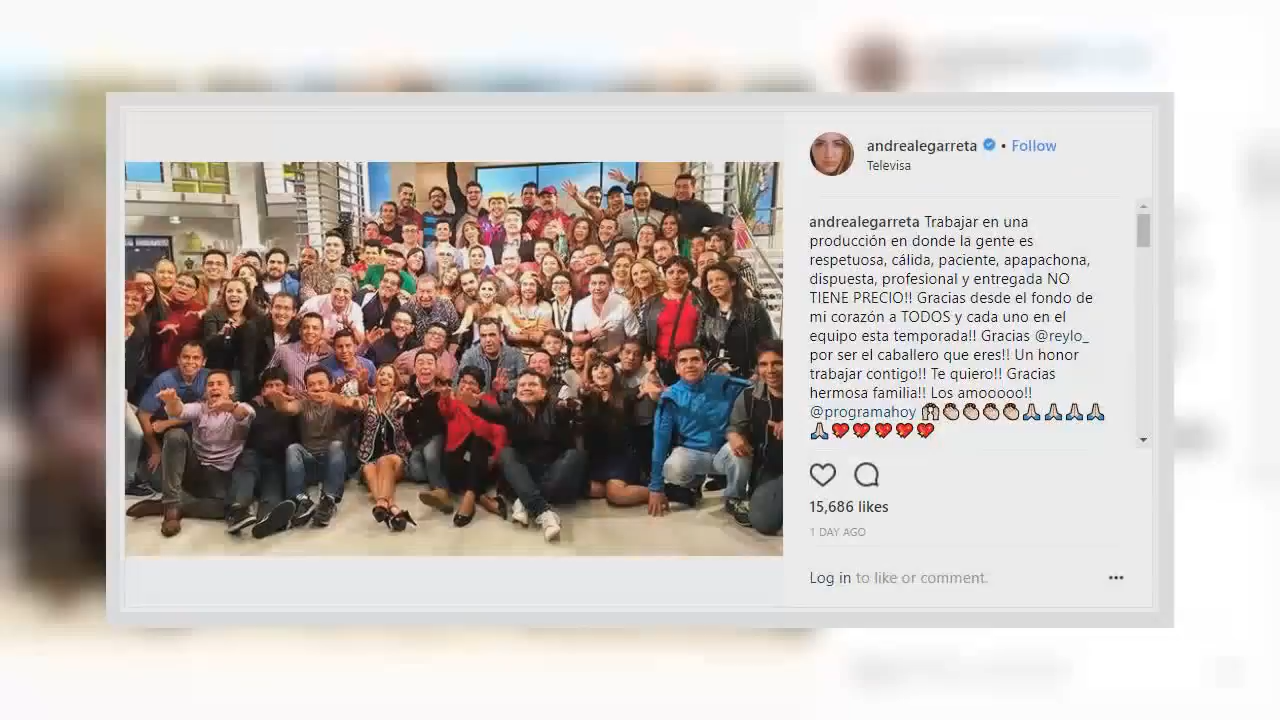 andrealegarreta • Follow
Televisa
andrealegarreta Trabajar en una
producción en donde la gente es
respetuosa, cálida, paciente, apapachona,
dispuesta, profesional y entregada NO
TIENE PRECIO!! Gracias desde el fondo de
mi corazón a TODOS y cada uno en el
equipo esta temporada!! Gracias @reylo_
por ser el caballero que eres!! Un honor
trabajar contigo!! Te quiero!! Gracias
hermosa familia!! Los amooooo!!
@programahoy
15,686 likes
1 DAY AGO
Log in to like or comment.